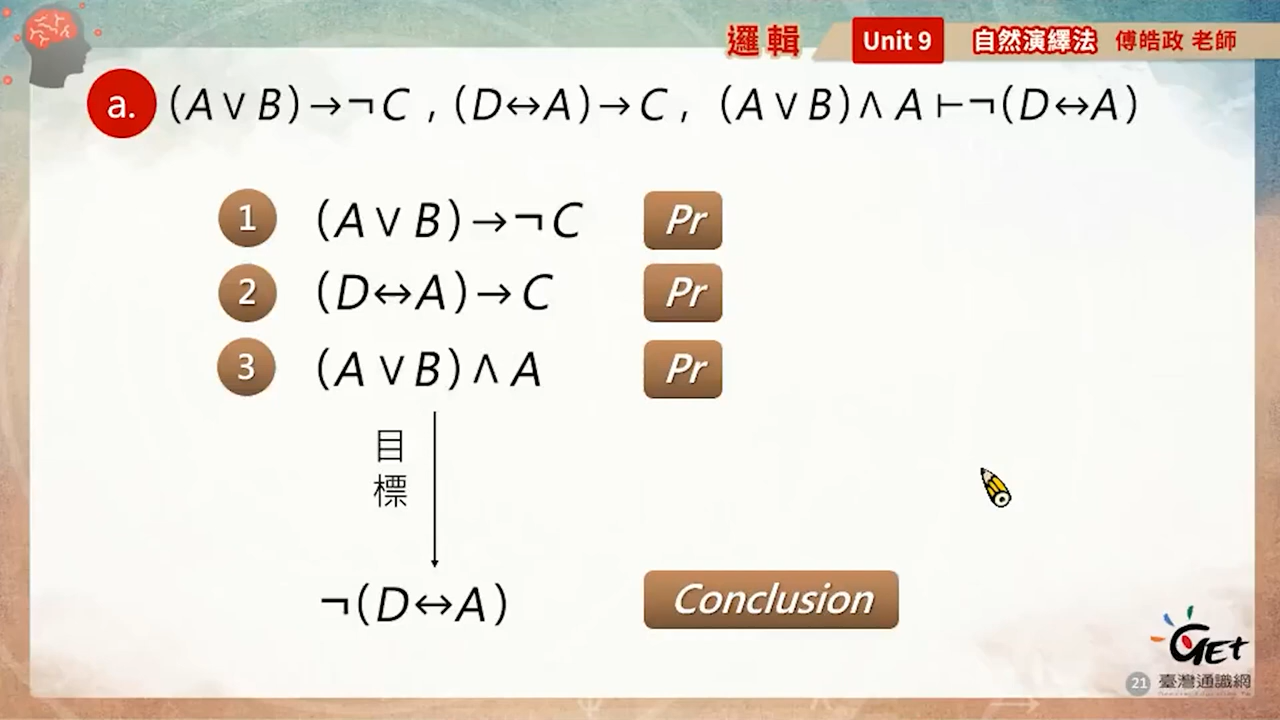 邏輯 Unit 9 自然演繹法 傅皓政 老師
a. (A∨B)→¬C , (D↔A)→C , (A∨B)∧A⊢¬(D↔A)
1 (A∨B)→¬C Pr
2 (D↔A)→C Pr
3 (A∨B)∧A Pr
目標
¬(D↔A) Conclusion
GET
21 臺灣通識網